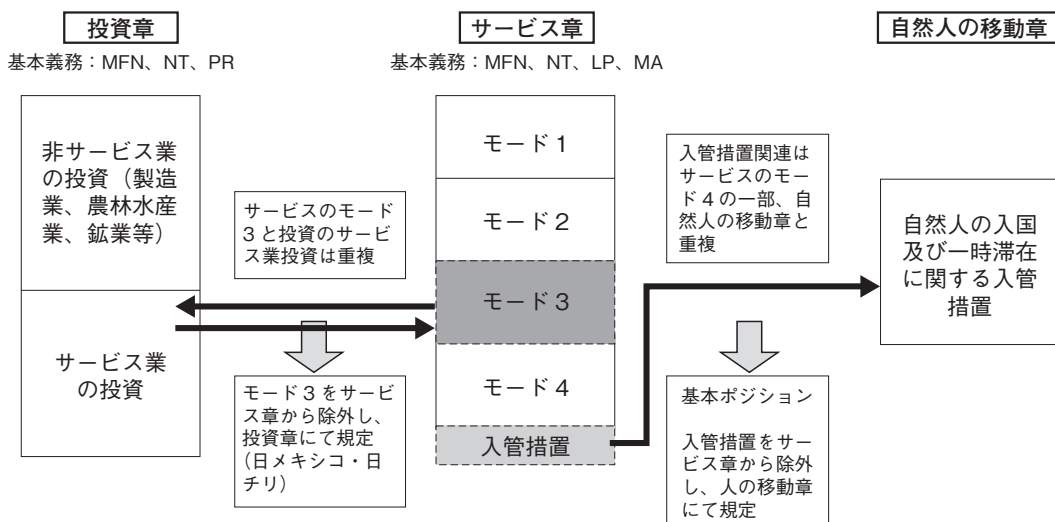 投資章
基本義務：MFN、NT、PR
非サービス業
の投資（製造
業、農林水産
業、鉱業等）
サービス業
の投資
サービスのモード
3と投資のサービ
ス業投資は重複
モード3をサービ
ス章から除外し、
投資章にて規定
(日メキシコ・日
チリ）
サービス章
基本義務：MFN、NT、LP、MA
モード1
モード2
モード3
モード4
入管措置
入管措置関連は
サービスのモー
ド4の一部、自
然人の移動章と
重複
基本ポジション
入管措置をサー
ビス章から除外
し、人の移動章
にて規定
自然人の移動章
自然人の入国
及び一時滞在
に関する入管
措置